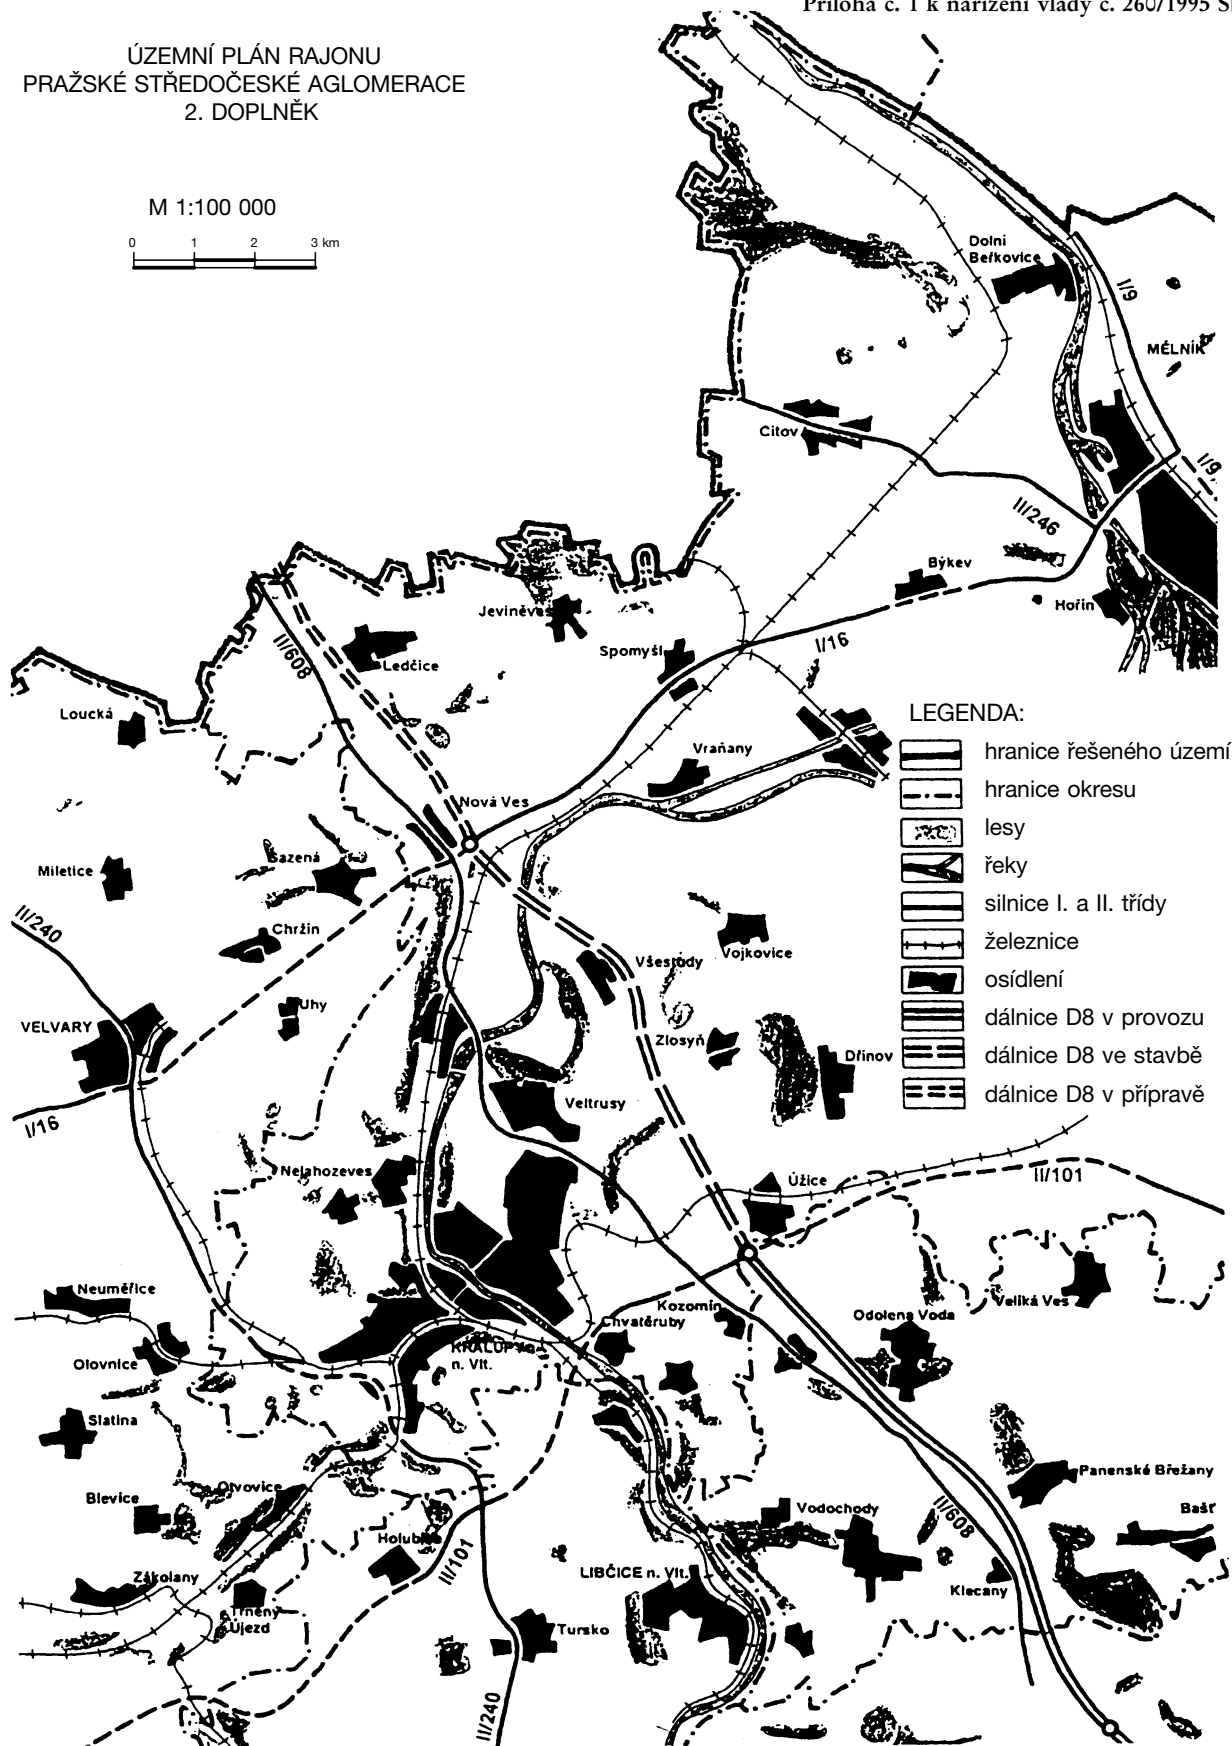 Příloha č. 1 k nařízení vlády č. 260/1995
ÚZEMNÍ PLÁN RAJONU
PRAŽSKÉ STŘEDOČESKÉ AGLOMERACE
2. DOPLNĚK
M 1:100 000
0 1 2 3 km
Dolní
Beřkovice
I/9
MĚLNÍK
Citov
I/9
II/246
Býkev
Hořín
Jeviněves
Spomyšl
I/16
II/608
Ledčice
Loucká
Vraňany
Nová Ves
LEGENDA:
hranice řešeného území
hranice okresu
lesy
řeky
silnice I. a II. třídy
železnice
osídlení
dálnice D8 v provozu
dálnice D8 ve stavbě
dálnice D8 v přípravě
Sazená
Miletice
II/240
Chržín
Vojkovice
Všestudy
Uhy
VELVARY
Zlosyň
Dřínov
Veltrusy
I/16
Nelahozeves
Úžice
II/101
Neuměřice
Veliká Ves
Kozomín
Odolena Voda
Chvatěruby
KRALUPY
n. Vlt.
Olovnice
Slatina
Panenské Břežany
Otvovice
Blevice
Vodochody
Bašť
II/608
Holubice
II/101
LIBČICE n. Vlt.
Klecany
Zákolany
Trněný
Újezd
Tursko
II/240